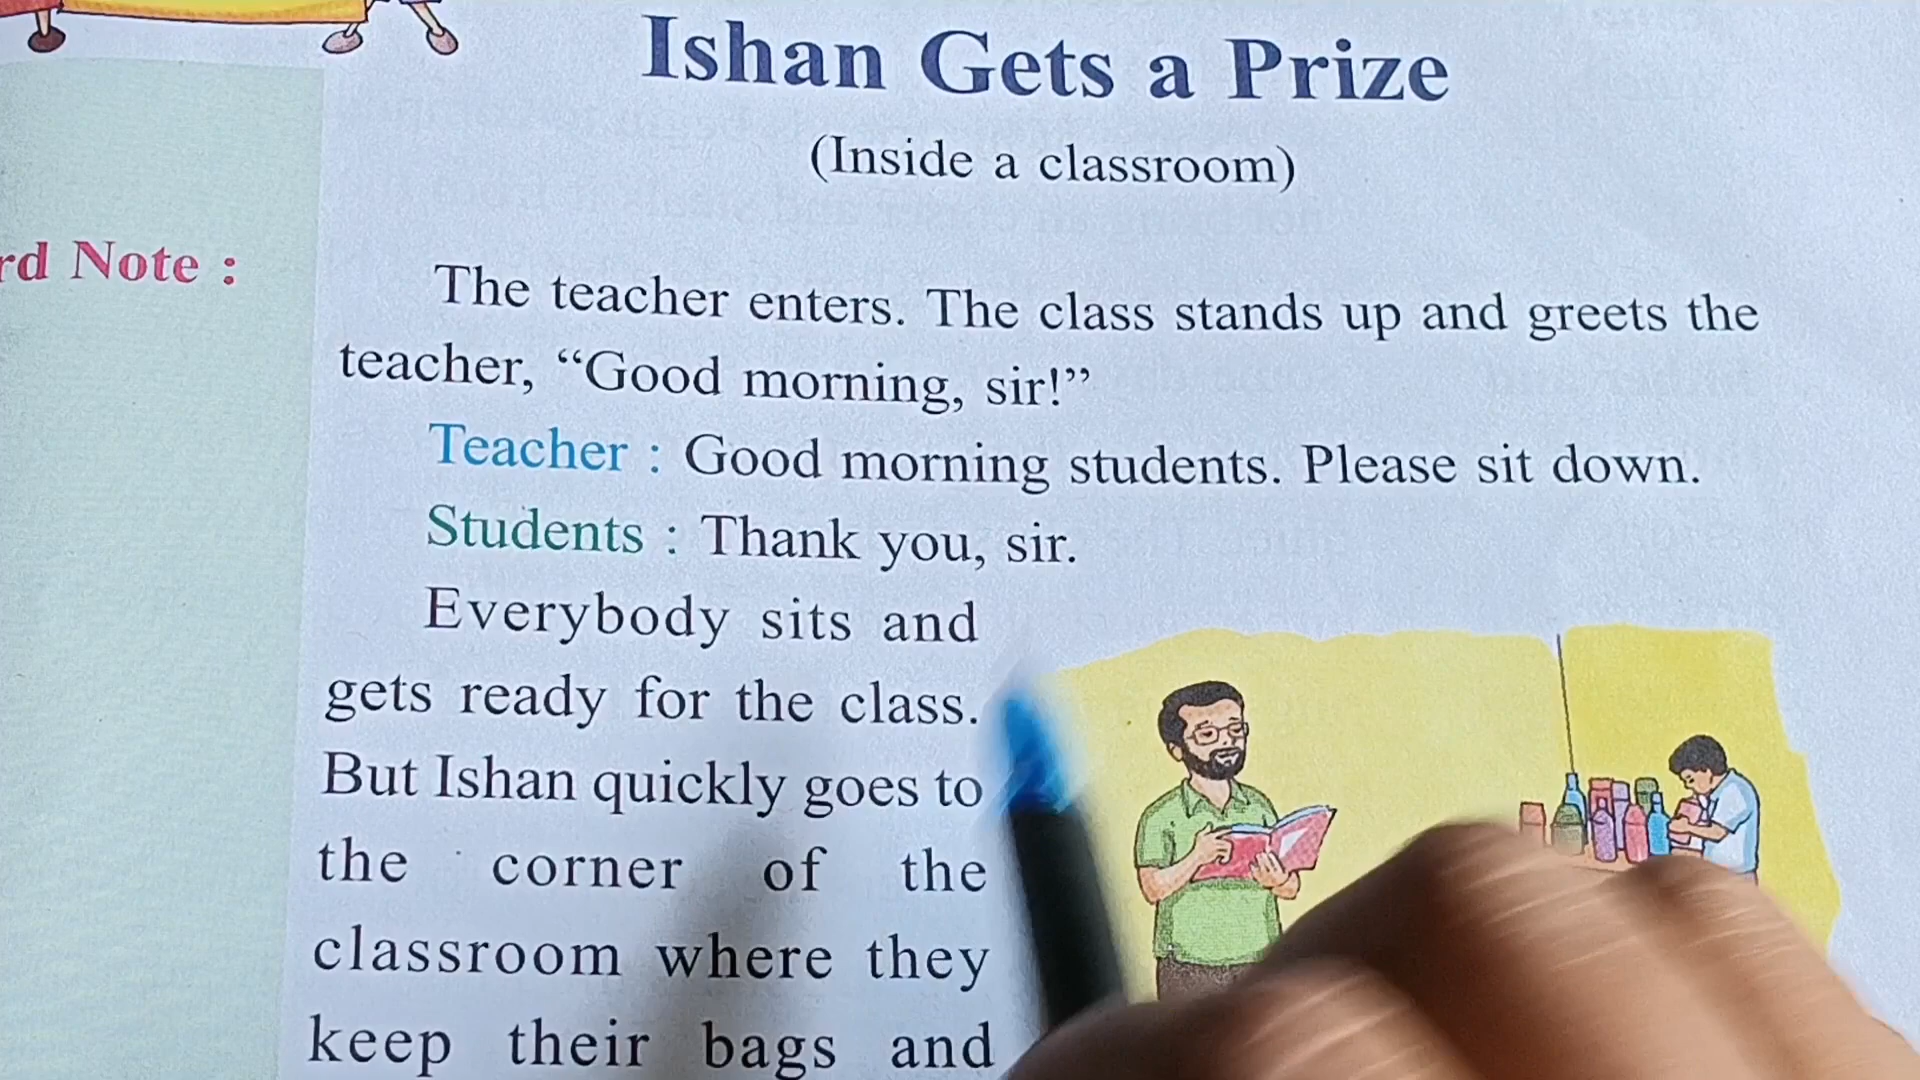 Ishan Gets a Prize
(Inside a classroom)
rd Note :
The teacher enters. The class stands up and greets the
teacher, “Good morning, sir!”
Teacher : Good morning students. Please sit down.
Students : Thank you, sir.
Everybody sits and
gets ready for the class.
But Ishan quickly goes to
the corner of the
classroom where they
keep their bags and